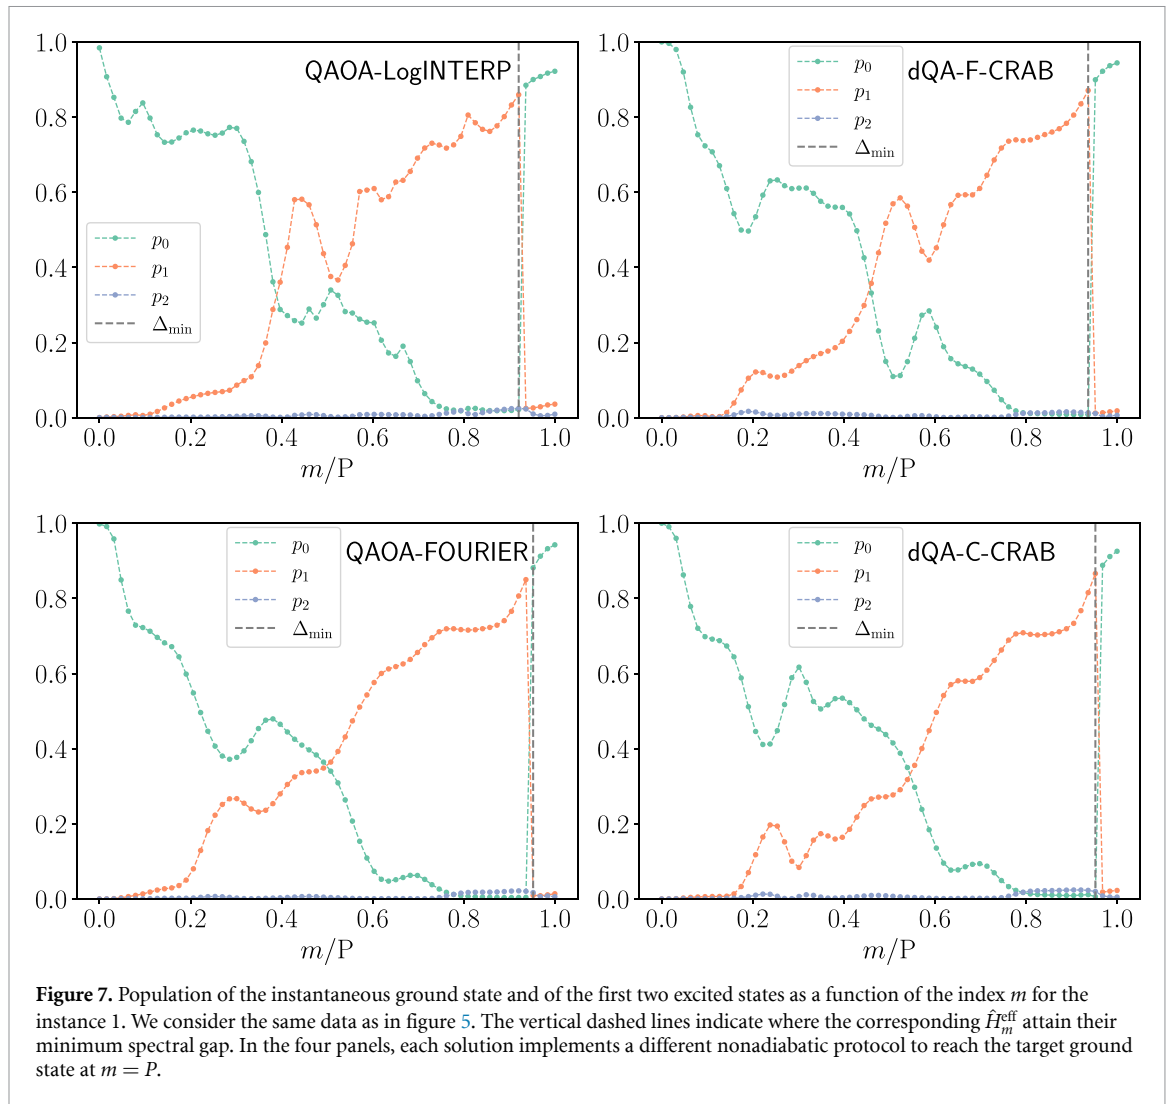 1.0
0.8
0.6
0.4
0.2
0.0
QAOA-LogINTERP
p₀
p₁
p₂
Δmin
0.0 0.2 0.4 0.6 0.8 1.0
m/P
1.0
0.8
0.6
0.4
0.2
0.0
dQA-F-CRAB
p₀
p₁
p₂
Δmin
0.0 0.2 0.4 0.6 0.8 1.0
m/P
1.0
0.8
0.6
0.4
0.2
0.0
QAOA-FOURIER
p₀
p₁
p₂
Δmin
0.0 0.2 0.4 0.6 0.8 1.0
m/P
1.0
0.8
0.6
0.4
0.2
0.0
dQA-C-CRAB
p₀
p₁
p₂
Δmin
0.0 0.2 0.4 0.6 0.8 1.0
m/P
Figure 7. Population of the instantaneous ground state and of the first two excited states as a function of the index m for the
instance 1. We consider the same data as in figure 5. The vertical dashed lines indicate where the corresponding Ĥₘᵉᶠᶠ attain their
minimum spectral gap. In the four panels, each solution implements a different nonadiabatic protocol to reach the target ground
state at m = P.